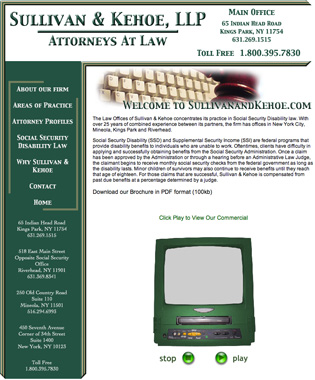 SULLIVAN & KEHOE, LLP
ATTORNEYS AT LAW
MAIN OFFICE
65 INDIAN HEAD ROAD
KINGS PARK, NY 11754
631.269.1515
TOLL FREE 1.800.395.7830
ABOUT OUR FIRM
AREAS OF PRACTICE
ATTORNEY PROFILES
SOCIAL SECURITY
DISABILITY LAW
WHY SULLIVAN &
KEHOE
CONTACT
HOME
65 Indian Head Road
Kings Park, NY 11754
631.269.1515
318 East Main Street
Opposite Social Security
Office
Riverhead, NY 11901
631.369.8341
250 Old Country Road
Suite 110
Mineola, NY 11501
516.294.6992
450 Seventh Avenue
Corner of 34th Street
Suite 1400
New York, NY 10123
Toll Free
1.800.395.7830
WELCOME TO SULLIVANANDKEHOE.COM
The Law Offices of Sullivan & Kehoe concentrates its practice in Social Security Disability law. With
over 25 years of combined experience between its partners, the firm has offices in New York City,
Mineola, Kings Park and Riverhead.
Social Security Disability (SSD) and Supplemental Security Income (SSI) are federal programs that
provide disability benefits to individuals who are unable to work. Oftentimes, clients have difficulty in
applying and successfully obtaining benefits from the Social Security Administration. Once a claim
has been approved by the Administration or through a hearing before an Administrative Law Judge,
the claimant begins to receive monthly social security checks from the federal government as long as
the disability lasts. Minor children of survivors may also continue to receive benefits until they reach
that age of eighteen. For those claims that are successful, Sullivan & Kehoe is compensated from
past due benefits at a percentage determined by a judge.
Download our Brochure in PDF format (100kb)
Click Play to View Our Commercial
stop play